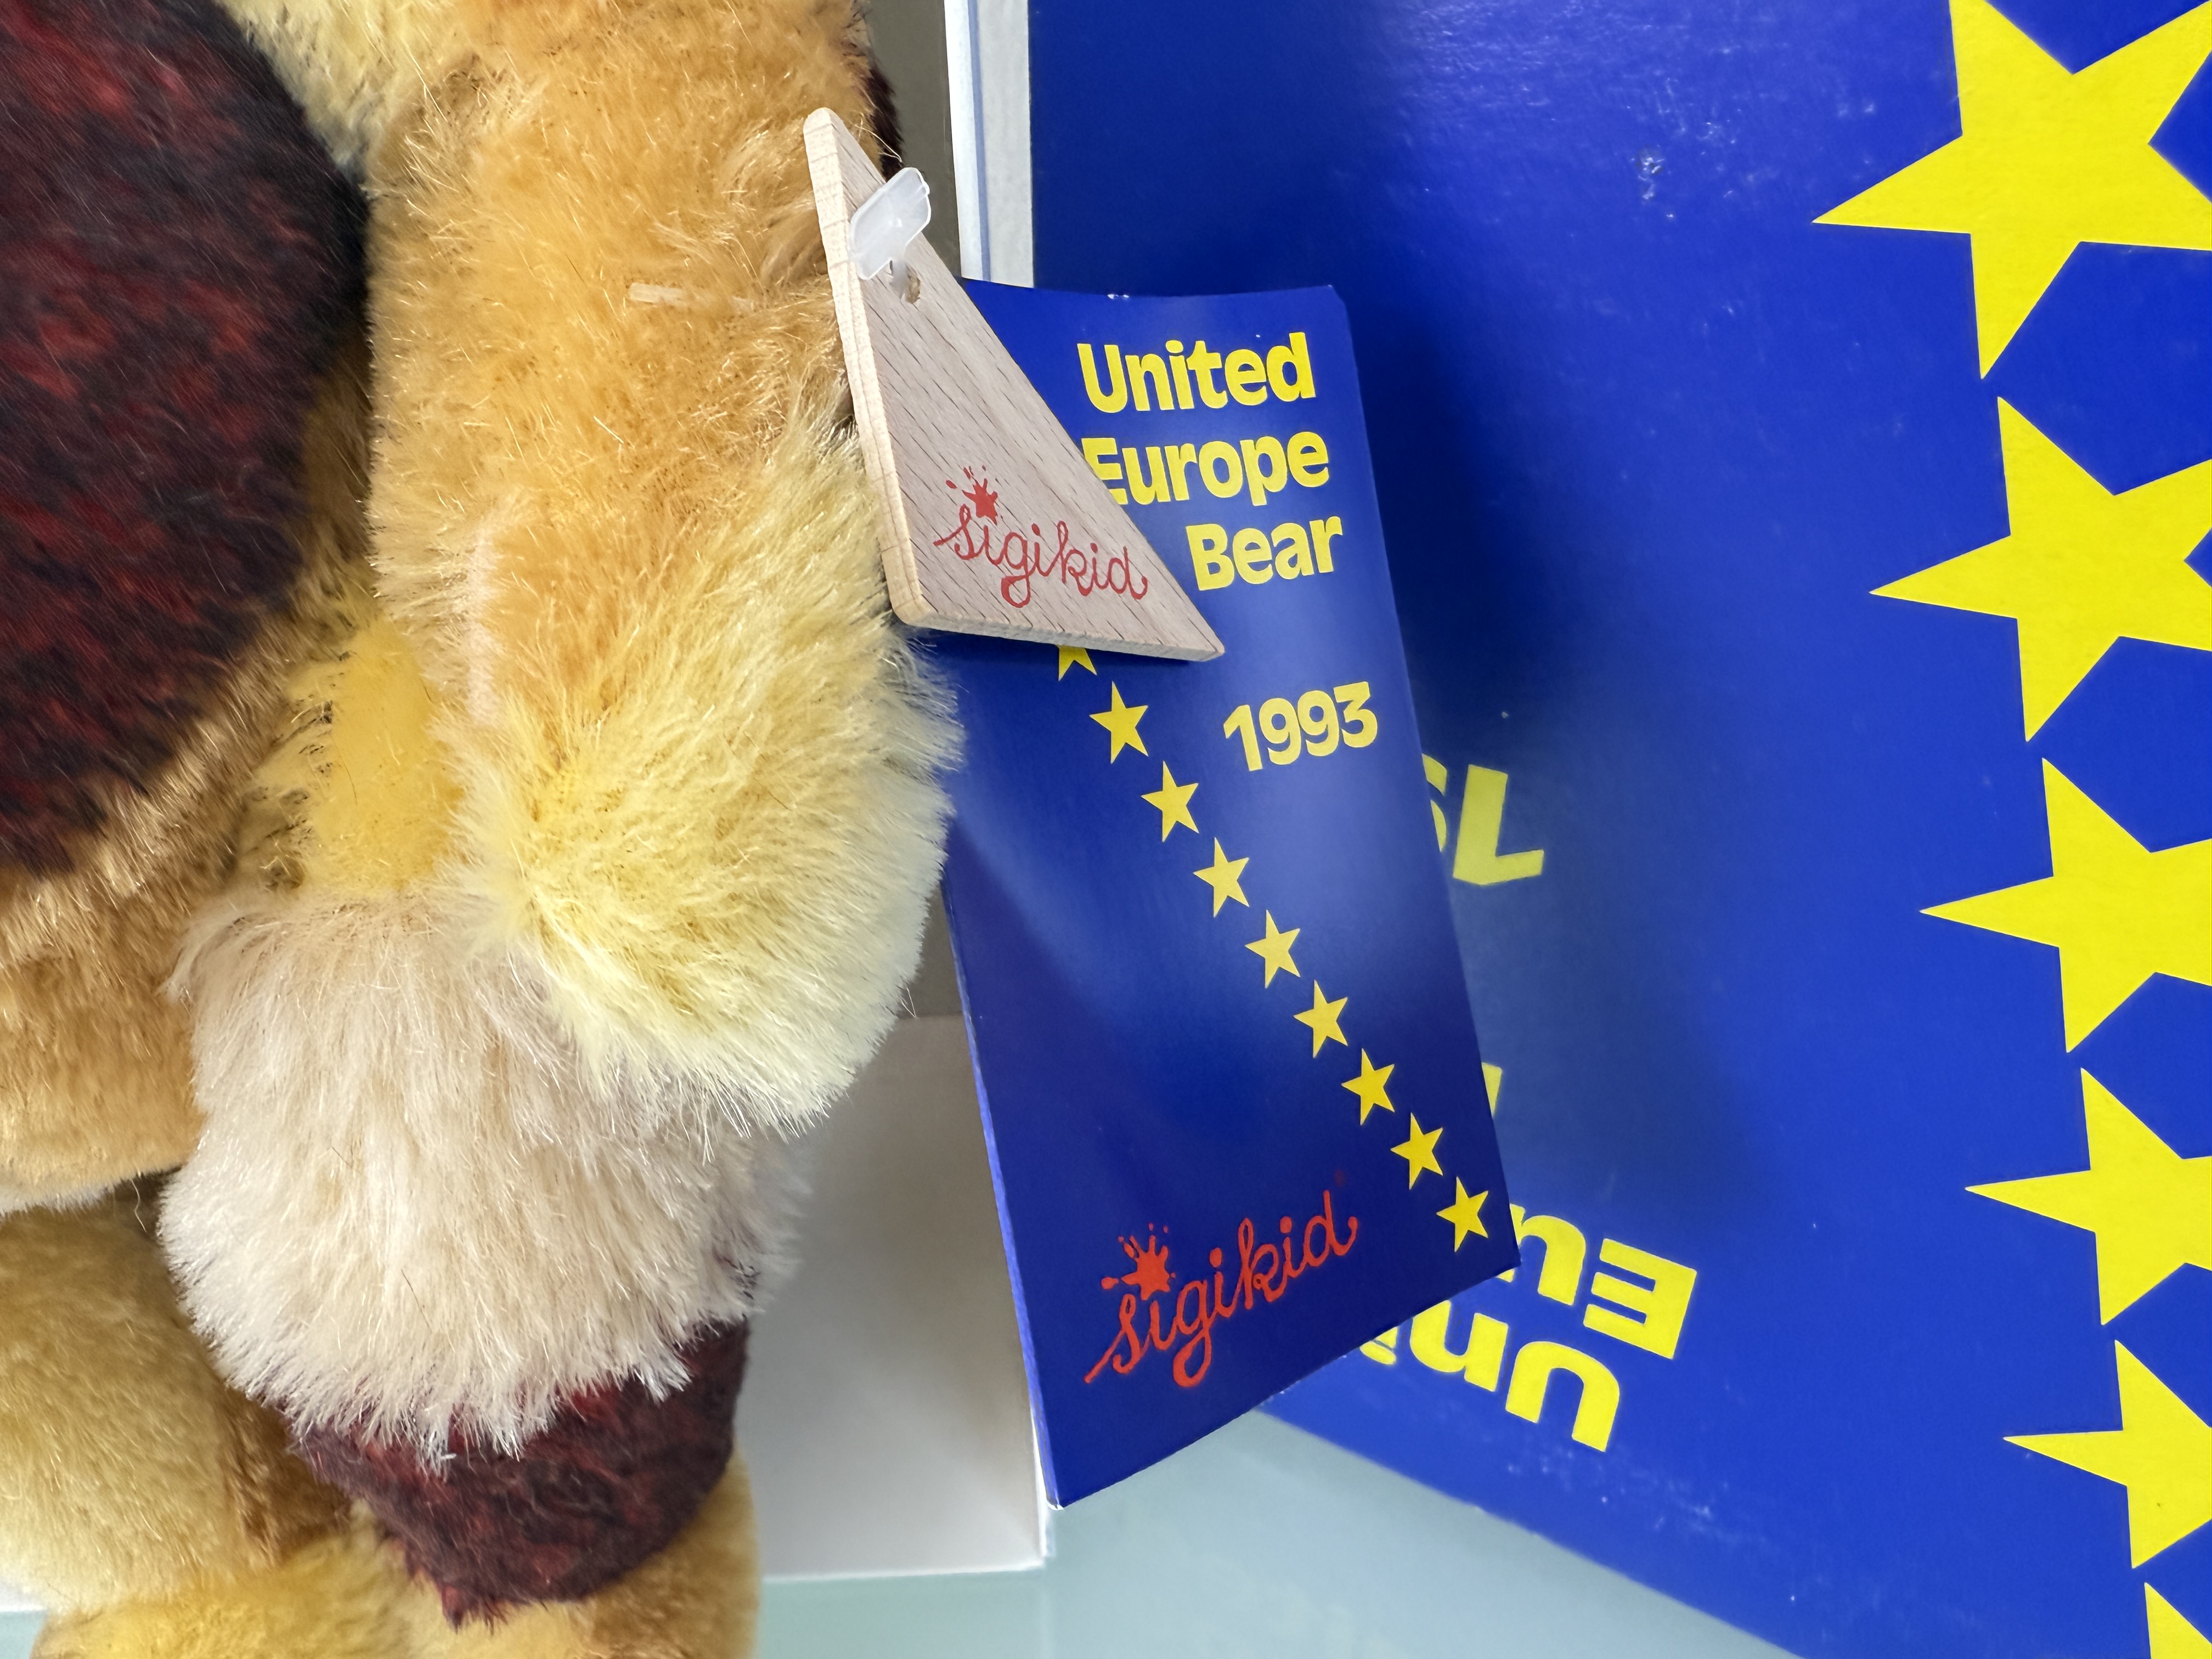 United
Europe
Bear
1993
sigikid
sigikid